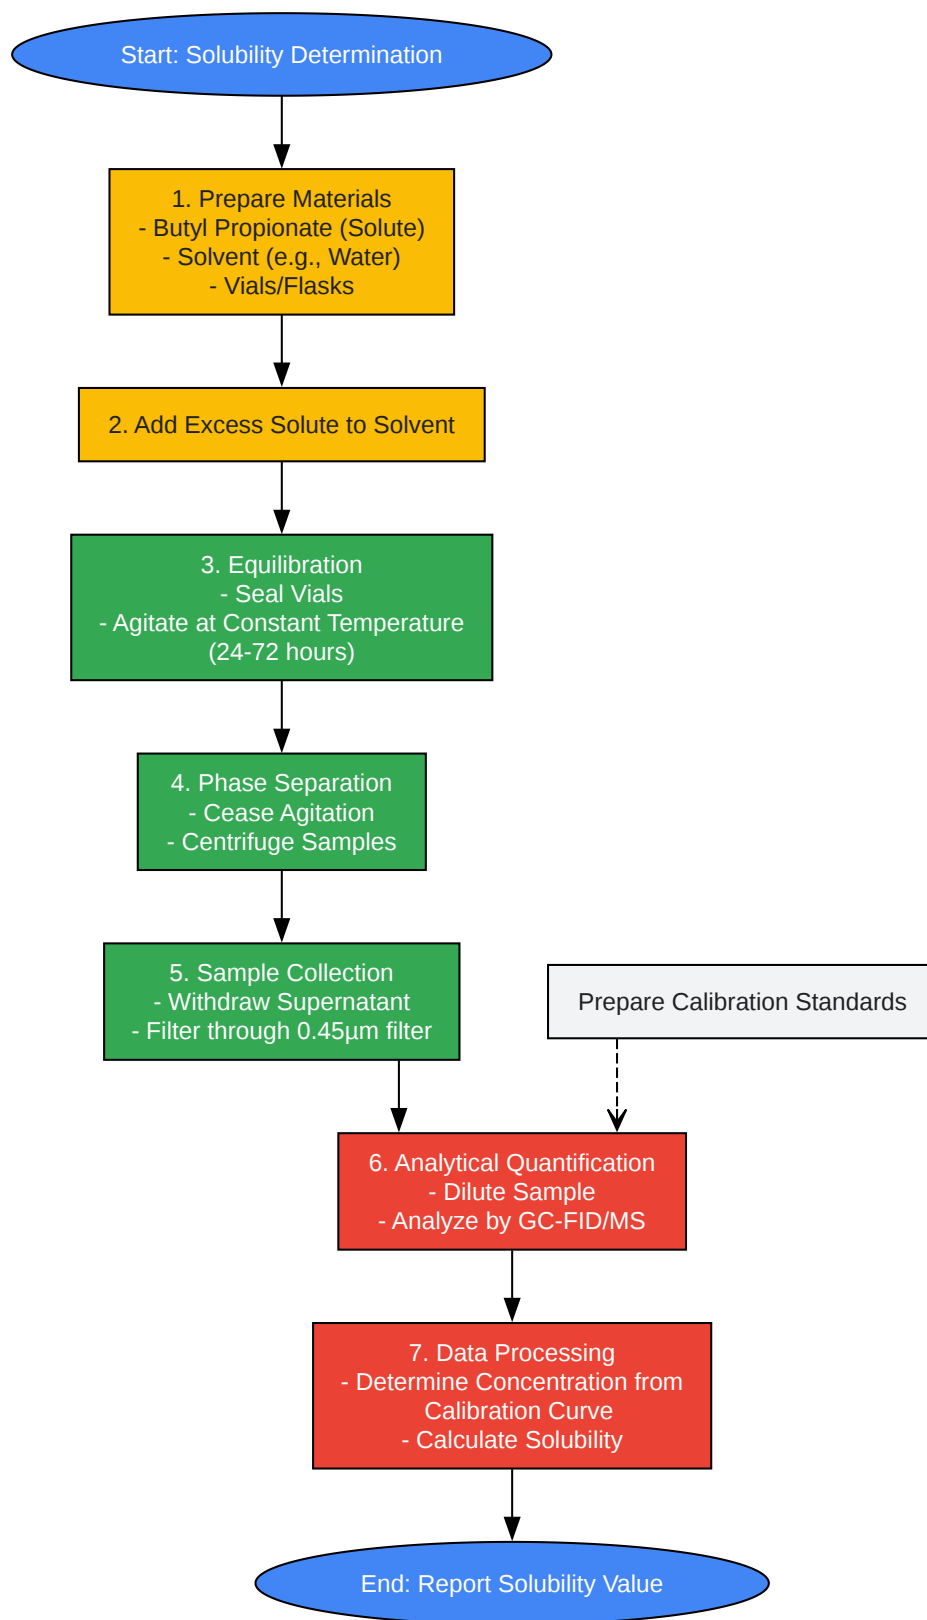 Start: Solubility Determination
1. Prepare Materials
- Butyl Propionate (Solute)
- Solvent (e.g., Water)
- Vials/Flasks
2. Add Excess Solute to Solvent
3. Equilibration
- Seal Vials
- Agitate at Constant Temperature
(24-72 hours)
4. Phase Separation
- Cease Agitation
- Centrifuge Samples
5. Sample Collection
- Withdraw Supernatant
- Filter through 0.45µm filter
Prepare Calibration Standards
6. Analytical Quantification
- Dilute Sample
- Analyze by GC-FID/MS
7. Data Processing
- Determine Concentration from
Calibration Curve
- Calculate Solubility
End: Report Solubility Value